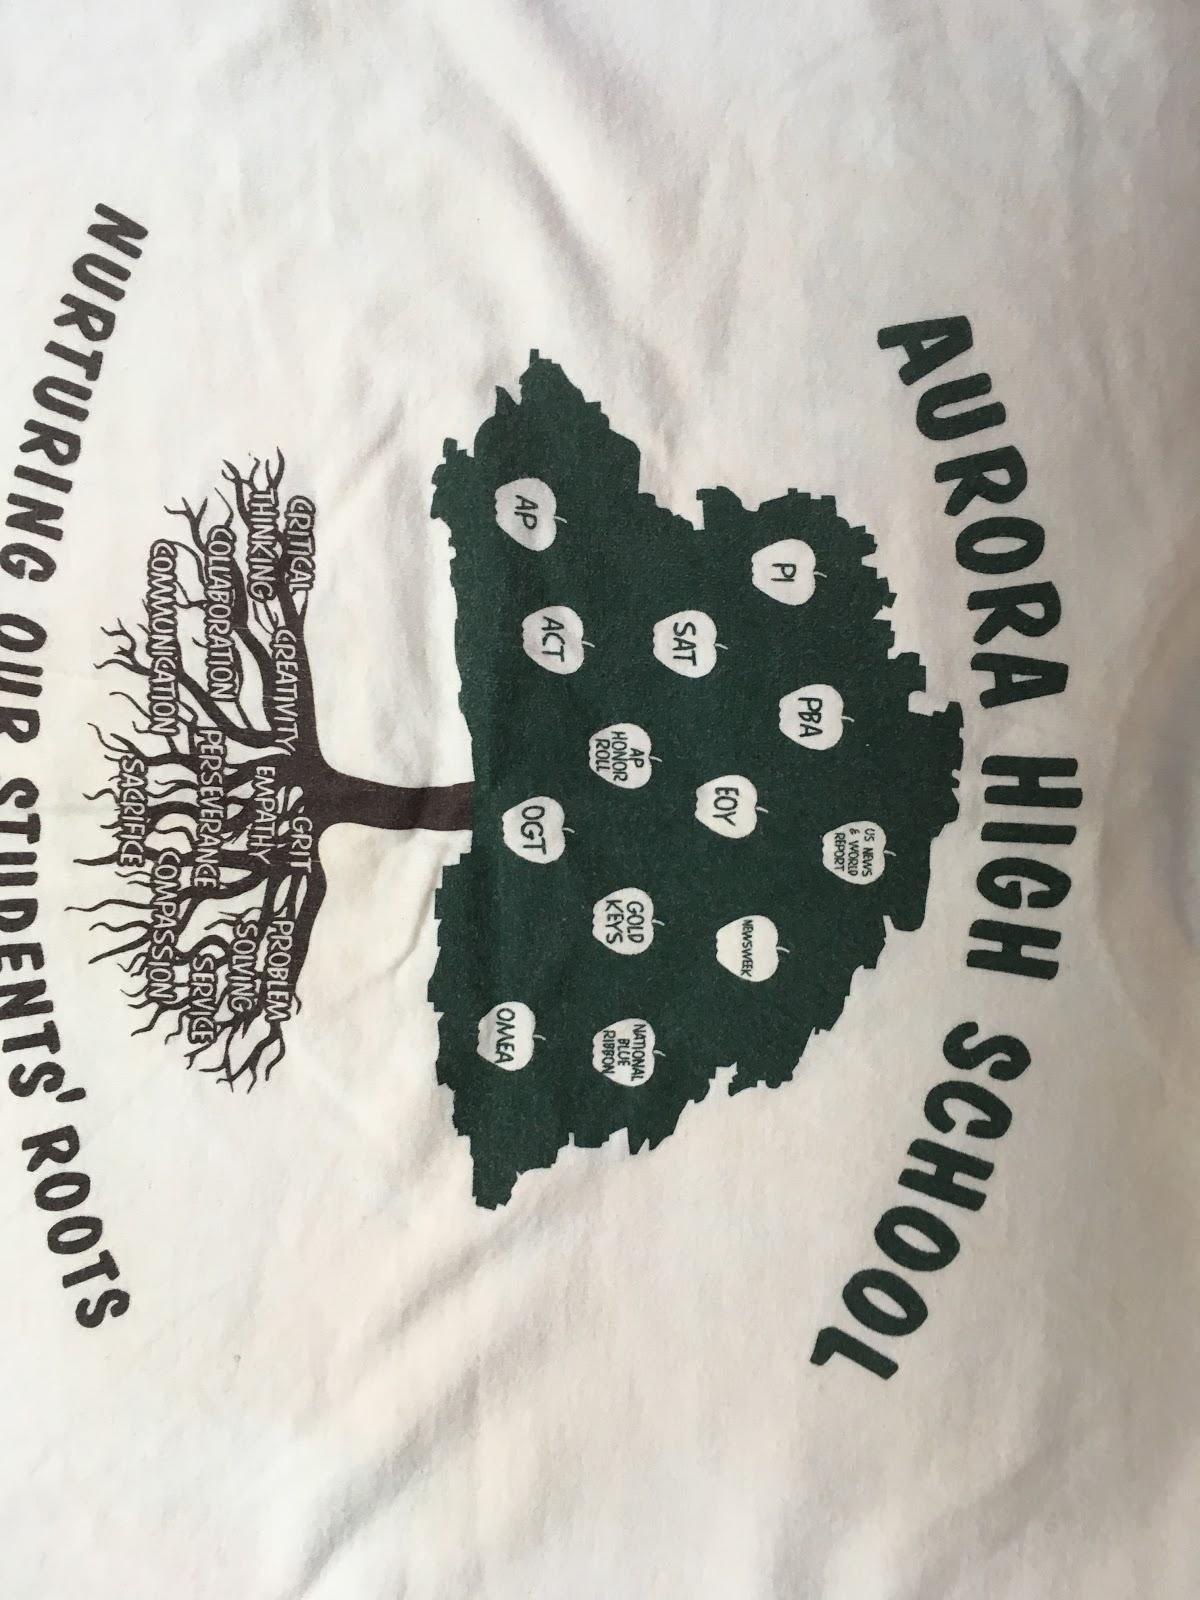 AURORA HIGH SCHOOL
US NEWS
& WORLD
REPORT
PI
PBA
NEWSWEEK
EOY
SAT
AP
HONOR
ROLL
GOLD
KEYS
NATIONAL
BLUE
RIBBON
AP
ACT
OGT
OMEA
CRITICAL
THINKING
CREATIVITY
GRIT
PROBLEM
SOLVING
EMPATHY
COLLABORATION
PERSEVERANCE
SERVICE
COMMUNICATION
COMPASSION
SACRIFICE
NURTURING OUR STUDENTS' ROOTS